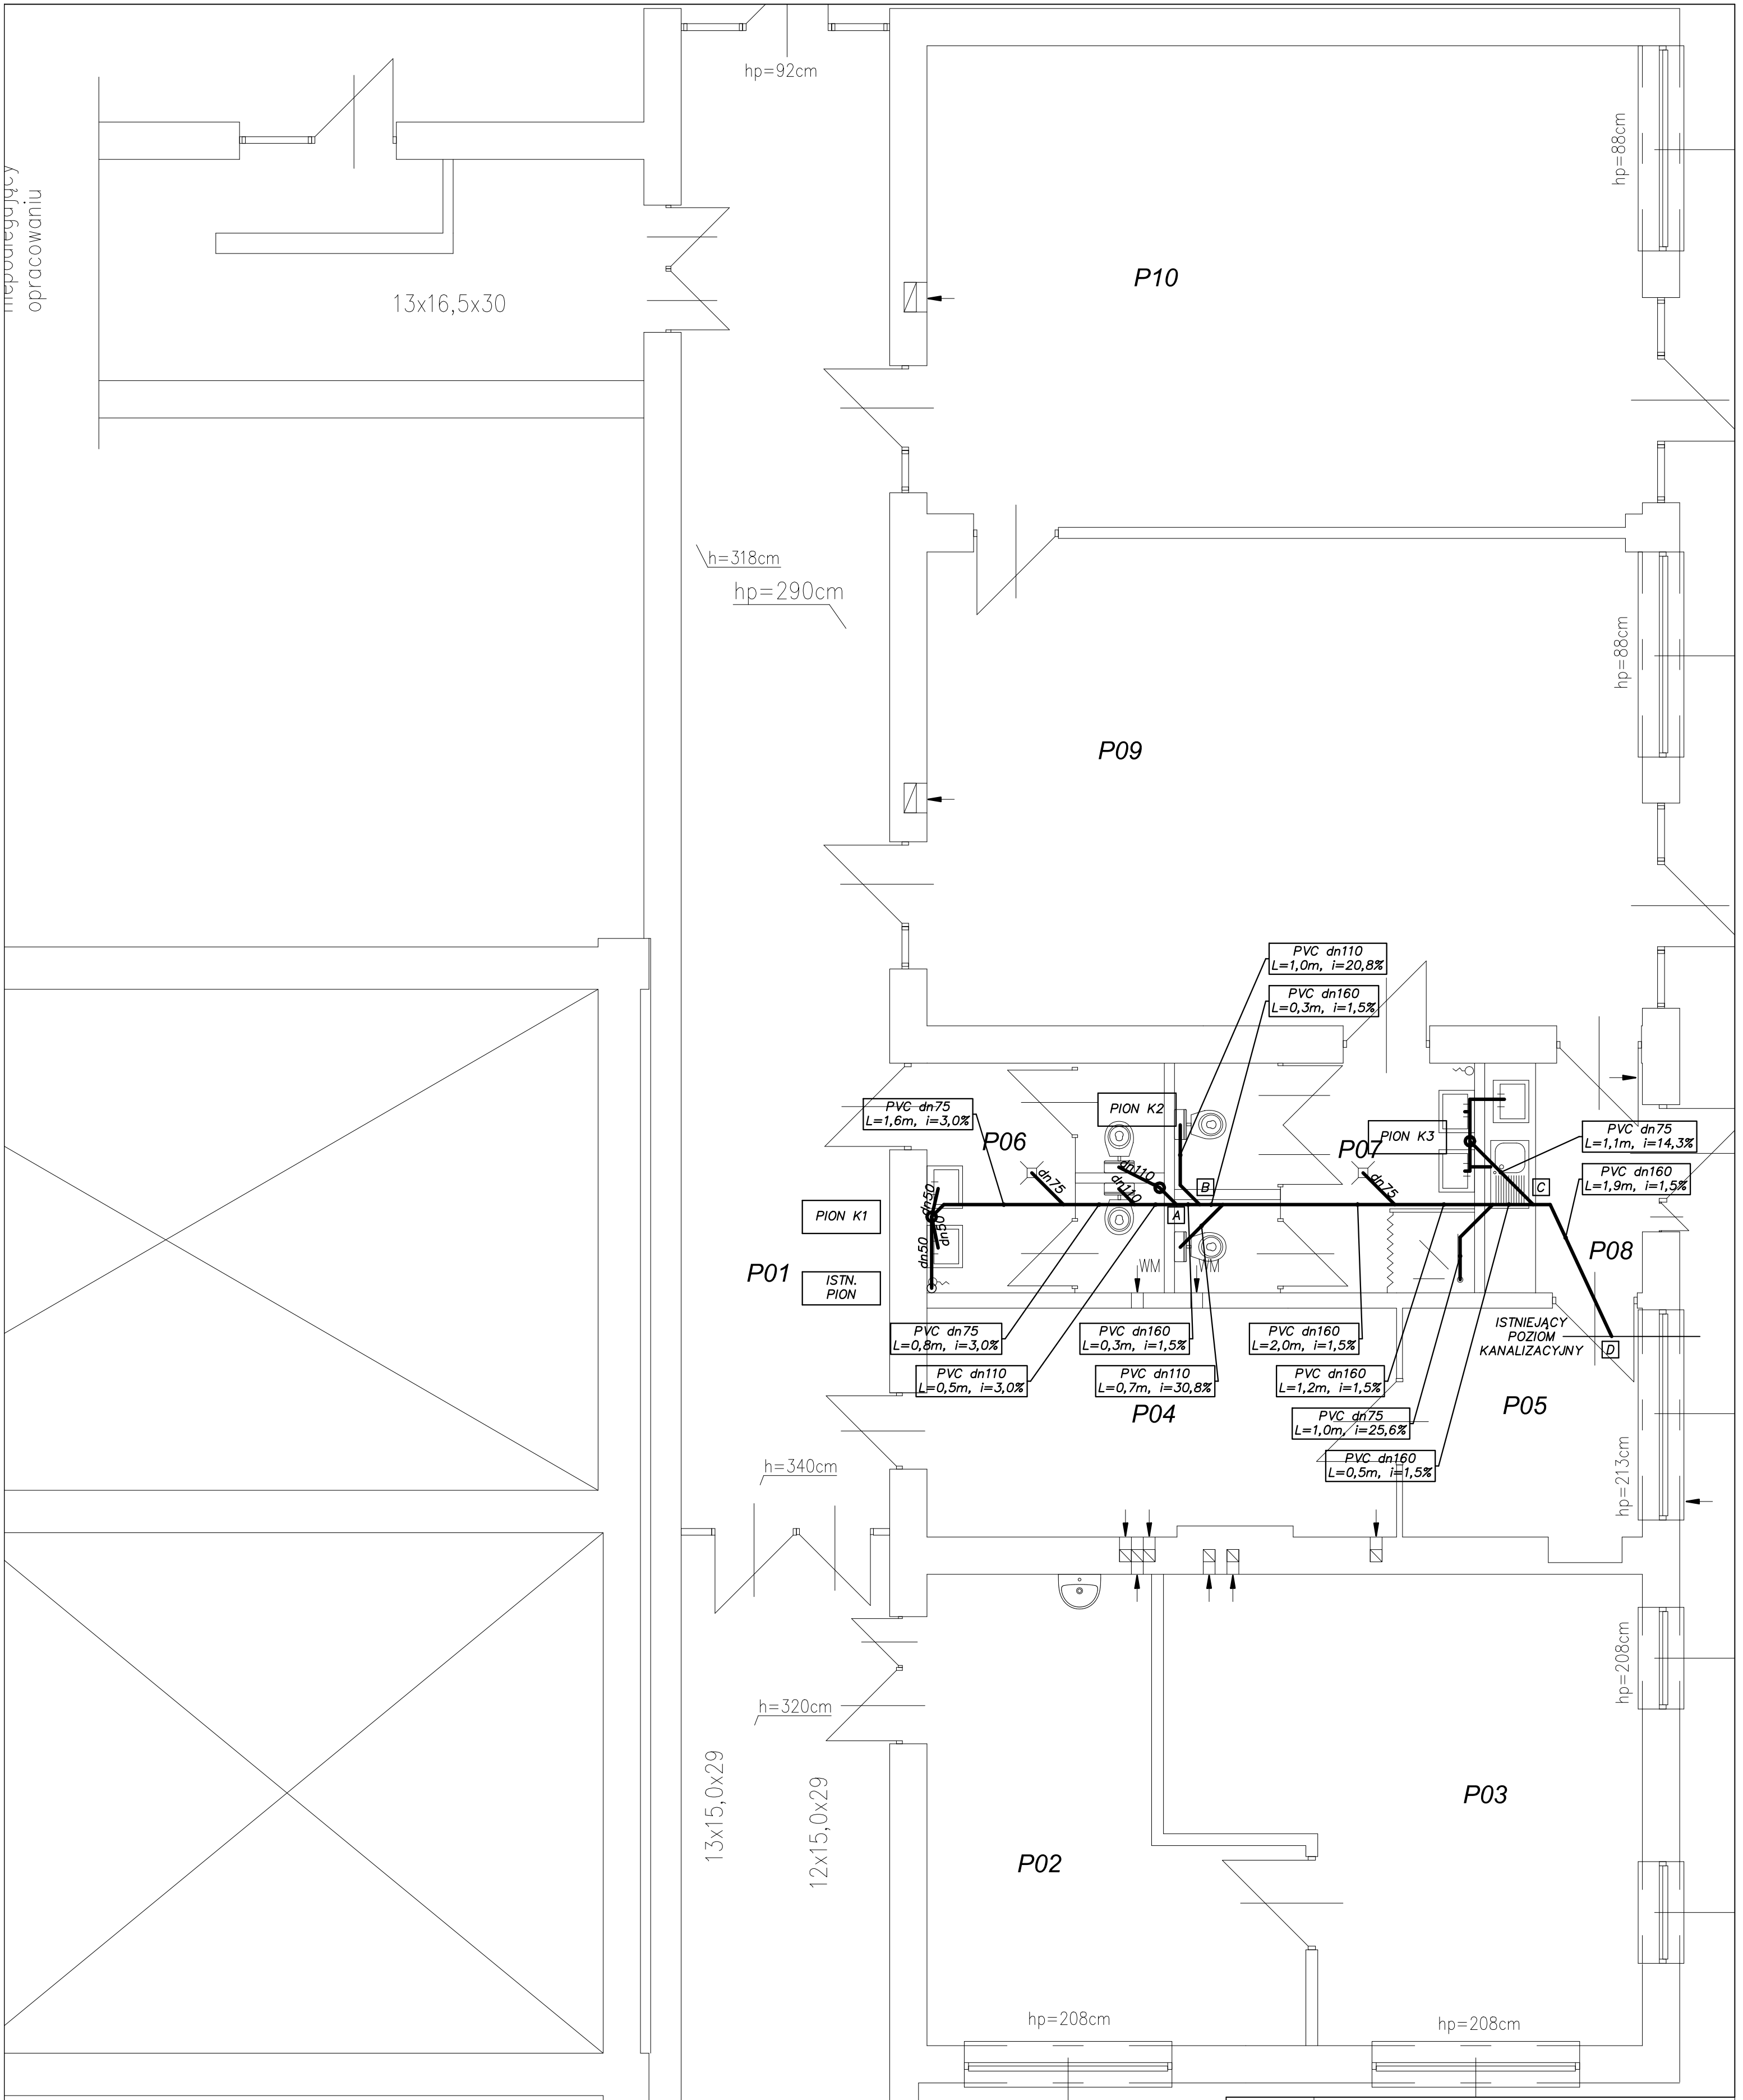 hp=92cm
opracowaniu
13x16,5x30
hp=88cm
P10
h=318cm
hp=290cm
hp=88cm
P09
PVC dn110
L=1,0m, i=20,8%
PVC dn160
L=0,3m, i=1,5%
PVC dn75
L=1,6m, i=3,0%
PION K2
P06
PION K3
P07
PVC dn75
L=1,1m, i=14,3%
PVC dn160
L=1,9m, i=1,5%
dn110
dn110
dn75
dn75
dn50
dn50
dn50
B
A
C
PION K1
P01
ISTN.
PION
WM
WM
P08
PVC dn75
L=0,8m, i=3,0%
PVC dn110
L=0,5m, i=3,0%
PVC dn160
L=0,3m, i=1,5%
PVC dn110
L=0,7m, i=30,8%
PVC dn160
L=2,0m, i=1,5%
PVC dn160
L=1,2m, i=1,5%
PVC dn75
L=1,0m, i=25,6%
PVC dn160
L=0,5m, i=1,5%
ISTNIEJĄCY
POZIOM
KANALIZACYJNY
D
P04
P05
h=340cm
hp=213cm
hp=208cm
h=320cm
13x15,0x29
12x15,0x29
P03
P02
hp=208cm
hp=208cm